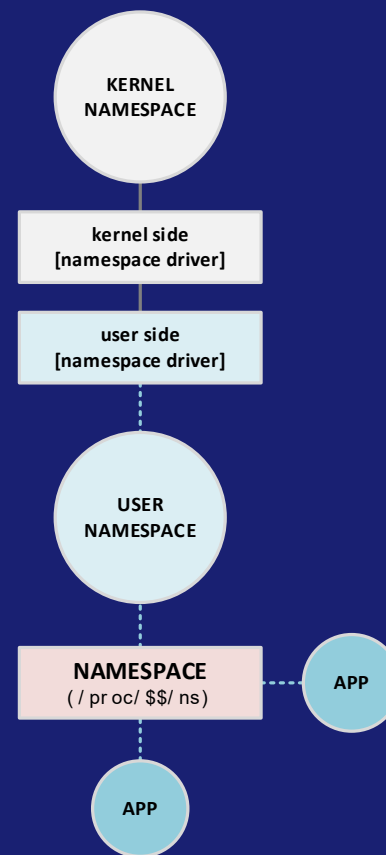 KERNEL
NAMESPACE
kernel side
[namespace driver]
user side
[namespace driver]
USER
NAMESPACE
NAMESPACE
( / pr oc/ $$/ ns)
APP
APP